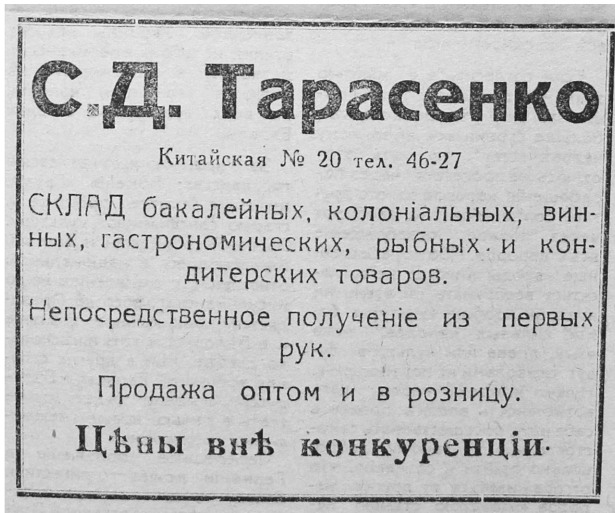 С.Д. Тарасенко
Китайская № 20 тел. 46-27
СКЛАД бакалейных, колоніальных, вин-
ных, гастрономических, рыбных и кон-
дитерских товаров.
Непосредственное полученіе из первых
рук.
Продажа оптом и в розницу.
Цѣны внѣ конкуренціи.